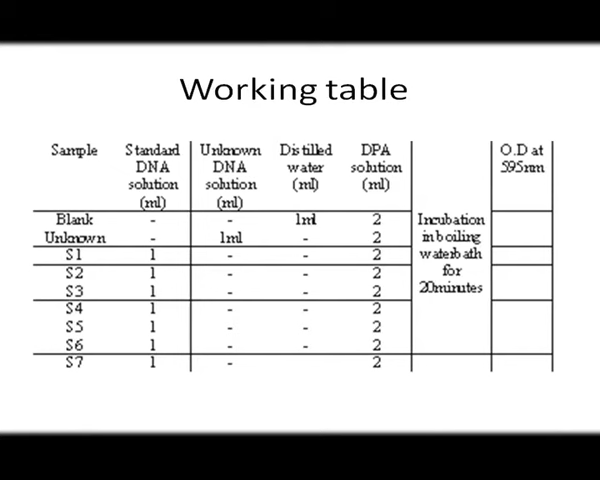 Working table
Sample Standard DNA solution (ml) Unknown DNA solution (ml) Distilled water (ml) DPA solution (ml) O.D at 595nm
Blank - - 1ml 2
Unknown - 1ml - 2
S1 1 - - 2
S2 1 - - 2
S3 1 - - 2
S4 1 - - 2
S5 1 - - 2
S6 1 - - 2
S7 1 - 2
Incubation
in boiling
waterbath
for
20minutes